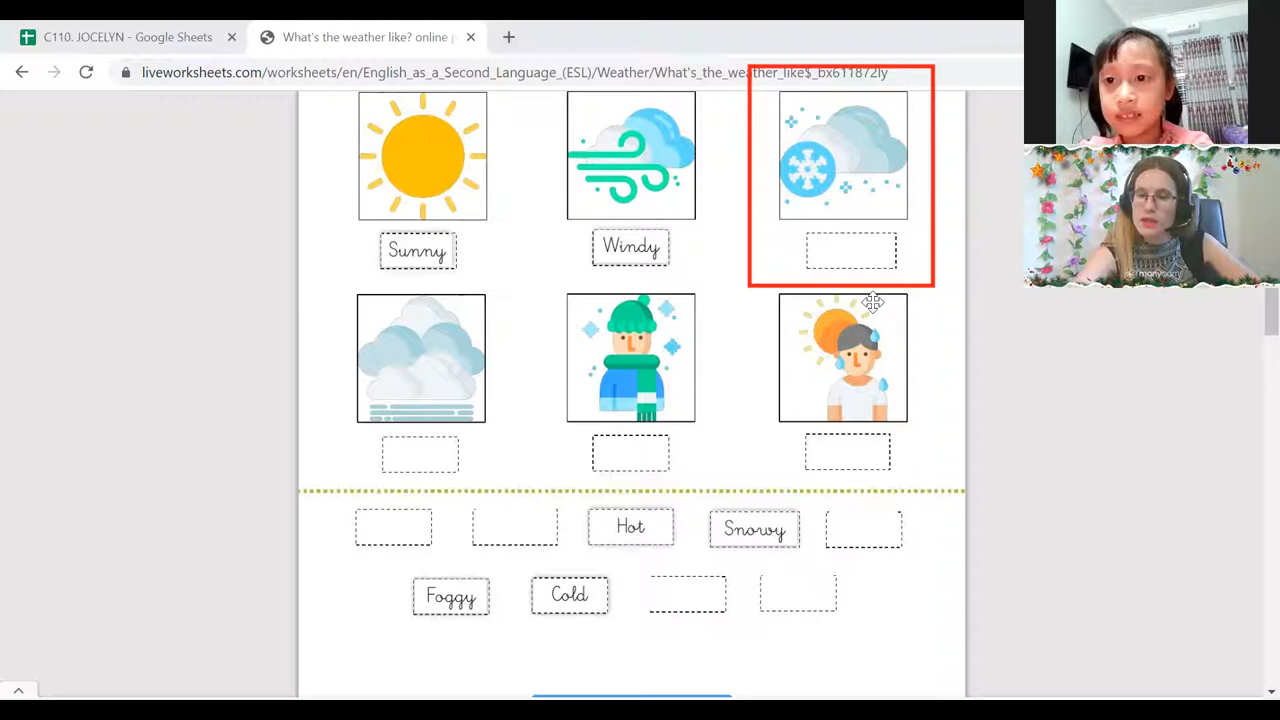 C110. JOCELYN - Google Sheets
What's the weather like? online p
liveworksheets.com/worksheets/en/English_as_a_Second_Language_(ESL)/Weather/What's_the_weather_like$_bx611872ly
Sunny
Windy
Hot
Snowy
Foggy
Cold
manycam